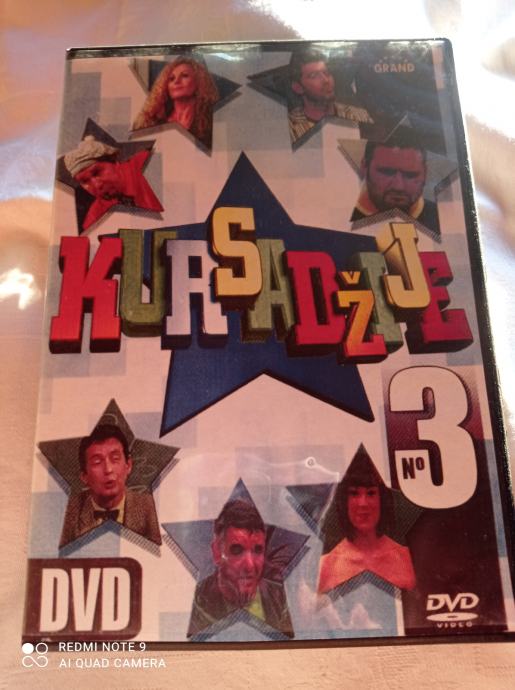 GRAND
KURSADŽIJE
Nº 3
DVD
DVD
VIDEO
REDMI NOTE 9
AI QUAD CAMERA